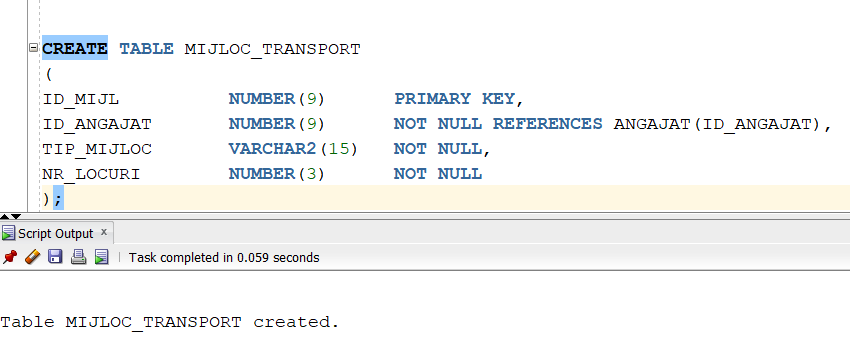 CREATE TABLE MIJLOC_TRANSPORT
(
ID_MIJL NUMBER(9) PRIMARY KEY,
ID_ANGAJAT NUMBER(9) NOT NULL REFERENCES ANGAJAT(ID_ANGAJAT),
TIP_MIJLOC VARCHAR2(15) NOT NULL,
NR_LOCURI NUMBER(3) NOT NULL
);
Script Output x
Task completed in 0.059 seconds
Table MIJLOC_TRANSPORT created.